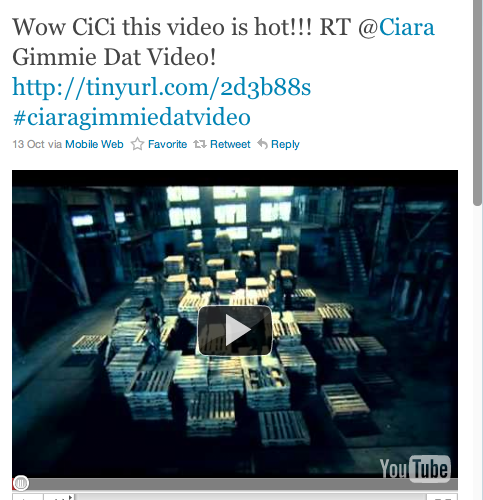 Wow CiCi this video is hot!!! RT @Ciara
Gimmie Dat Video!
http://tinyurl.com/2d3b88s
#ciaragimmiedatvideo
13 Oct via Mobile Web Favorite Retweet Reply
YouTube